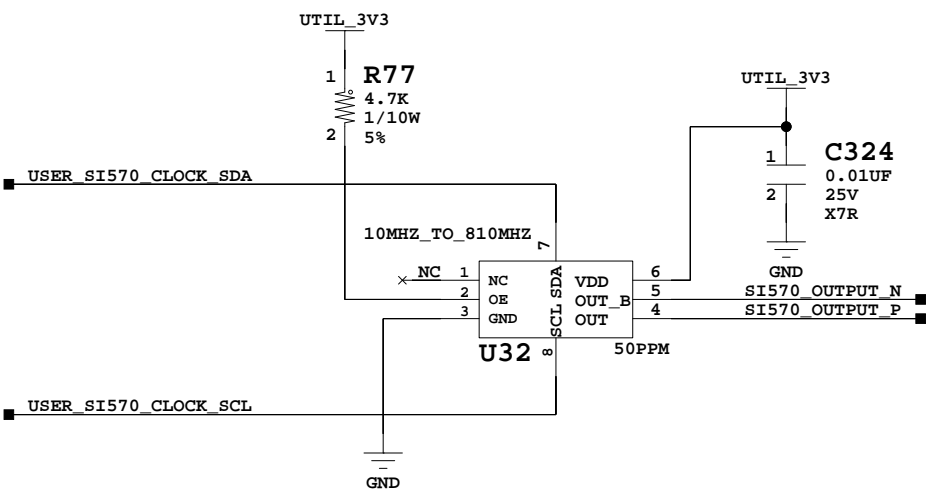 UTIL_3V3
1
R77
4.7K
1/10W
2
5%
UTIL_3V3
1
C324
0.01UF
2
25V
X7R
GND
USER_SI570_CLOCK_SDA
10MHZ_TO_810MHZ
7
NC 1 NC SDA VDD 6
2 OE OUT_B 5 SI570_OUTPUT_N
3 GND SCL OUT 4 SI570_OUTPUT_P
U32 8 50PPM
USER_SI570_CLOCK_SCL
GND